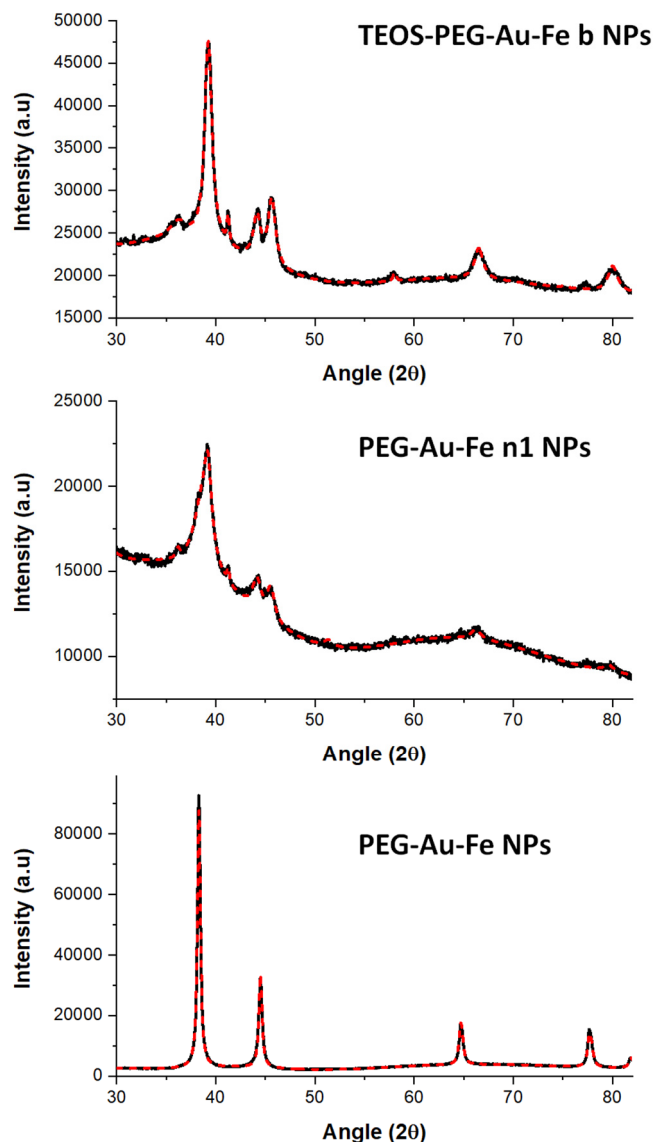 TEOS-PEG-Au-Fe b NPs
50000
45000
40000
35000
30000
25000
20000
15000
Intensity (a.u)
30 40 50 60 70 80
Angle (2θ)
PEG-Au-Fe n1 NPs
25000
20000
15000
10000
Intensity (a.u)
30 40 50 60 70 80
Angle (2θ)
PEG-Au-Fe NPs
80000
60000
40000
20000
0
Intensity (a.u)
30 40 50 60 70 80
Angle (2θ)